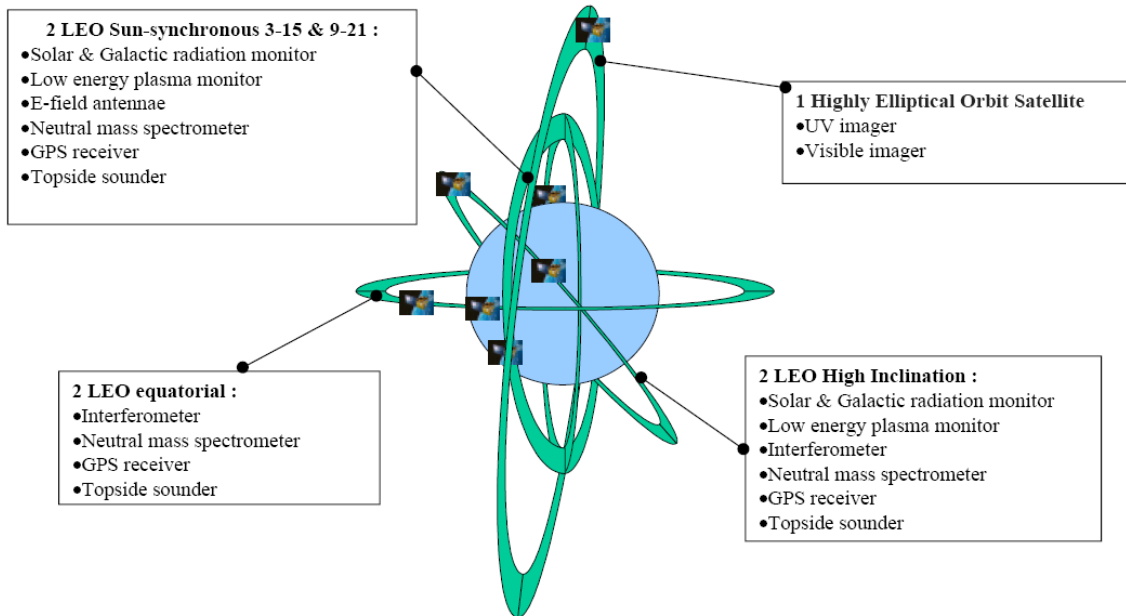 2 LEO Sun-synchronous 3-15 & 9-21 :
•Solar & Galactic radiation monitor
•Low energy plasma monitor
•E-field antennae
•Neutral mass spectrometer
•GPS receiver
•Topside sounder
1 Highly Elliptical Orbit Satellite
•UV imager
•Visible imager
2 LEO equatorial :
•Interferometer
•Neutral mass spectrometer
•GPS receiver
•Topside sounder
2 LEO High Inclination :
•Solar & Galactic radiation monitor
•Low energy plasma monitor
•Interferometer
•Neutral mass spectrometer
•GPS receiver
•Topside sounder